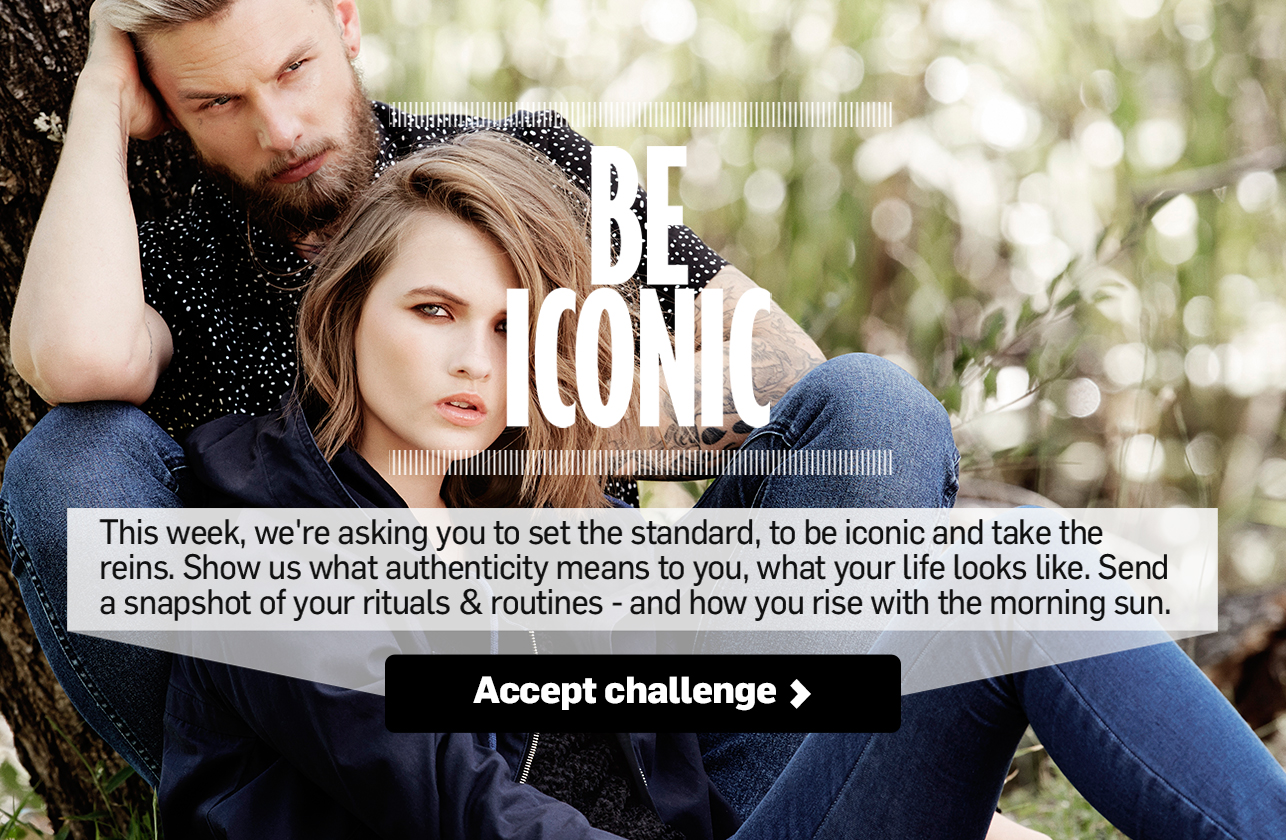 BE
ICONIC
This week, we're asking you to set the standard, to be iconic and take the
reins. Show us what authenticity means to you, what your life looks like. Send
a snapshot of your rituals & routines - and how you rise with the morning sun.
Accept challenge